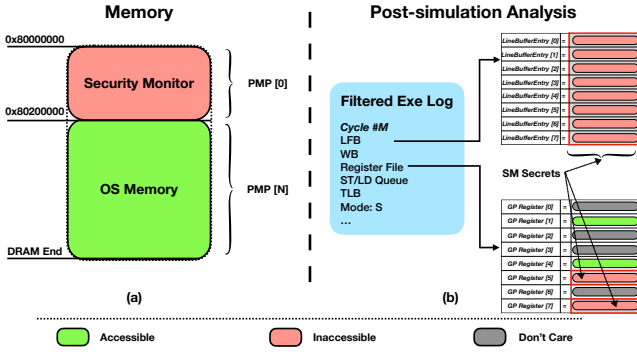 Memory
0x80000000
Security Monitor
PMP [0]
0x80200000
OS Memory
PMP [N]
DRAM End
(a)
Post-simulation Analysis
Filtered Exe Log
Cycle #M
LFB
WB
Register File
ST/LD Queue
TLB
Mode: S
...
LineBufferEntry [0] =
LineBufferEntry [1] =
LineBufferEntry [2] =
LineBufferEntry [3] =
LineBufferEntry [4] =
LineBufferEntry [5] =
LineBufferEntry [6] =
LineBufferEntry [7] =
SM Secrets
GP Register [0] =
GP Register [1] =
GP Register [2] =
GP Register [3] =
GP Register [4] =
GP Register [5] =
GP Register [6] =
GP Register [7] =
(b)
Accessible
Inaccessible
Don't Care